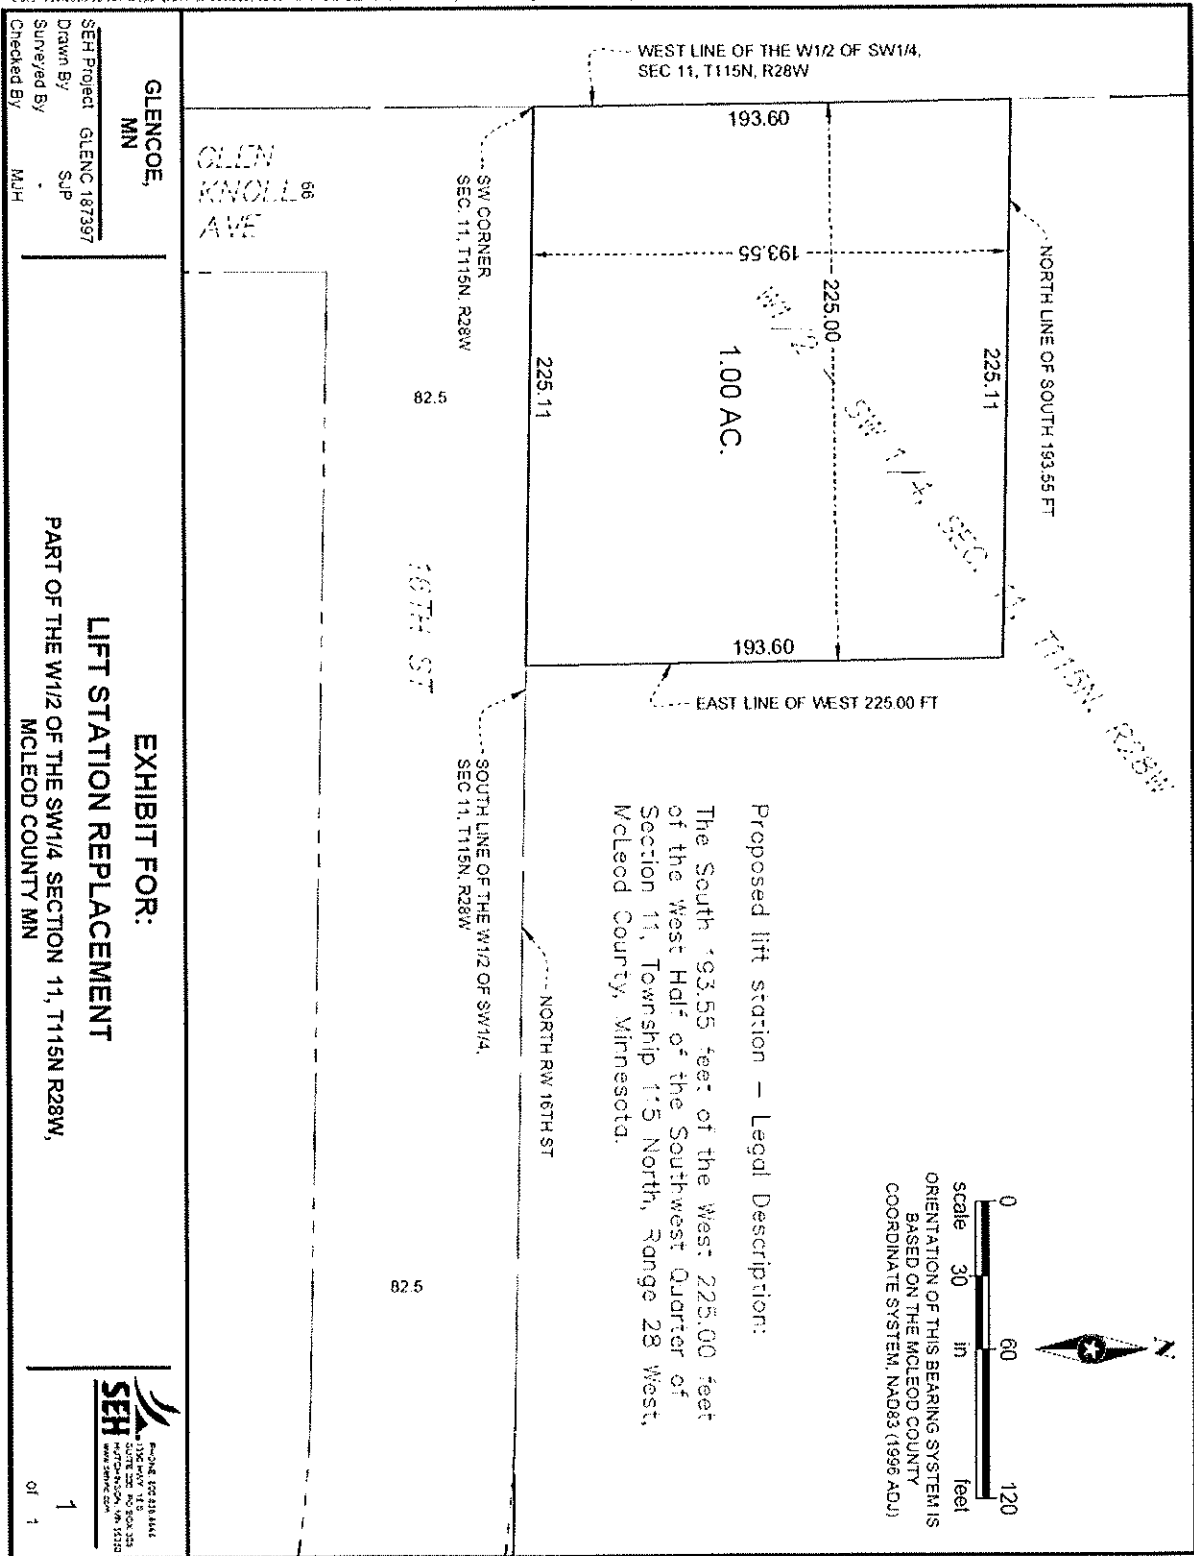 WEST LINE OF THE W1/2 OF SW1/4,
SEC 11, T115N, R28W
NORTH LINE OF SOUTH 193.55 FT
193.60
225.11
193.55
225.00
1.00 AC.
W1/2, SW 1/4, SEC. 11, T115N, R28W
193.60
225.11
SW CORNER
SEC. 11, T115N, R28W
EAST LINE OF WEST 225.00 FT
SOUTH LINE OF THE W1/2 OF SW1/4,
SEC 11, T115N, R28W
NORTH RW 16TH ST
GLEN
KNOLL
AVE
66
82.5
16TH ST
82.5
N
0 60 120
scale 30 in feet
ORIENTATION OF THIS BEARING SYSTEM IS
BASED ON THE MCLEOD COUNTY
COORDINATE SYSTEM, NAD83 (1996 ADJ)
Proposed lift station – Legal Description:
The South 193.55 feet of the West 225.00 feet
of the West Half of the Southwest Quarter of
Section 11, Township 115 North, Range 28 West,
McLeod County, Minnesota.
GLENCOE,
MN
SEH Project GLENC 187397
Drawn By SJP
Surveyed By -
Checked By MJH
EXHIBIT FOR:
LIFT STATION REPLACEMENT
PART OF THE W1/2 OF THE SW1/4 SECTION 11, T115N R28W,
MCLEOD COUNTY MN
SEH
1
of 1